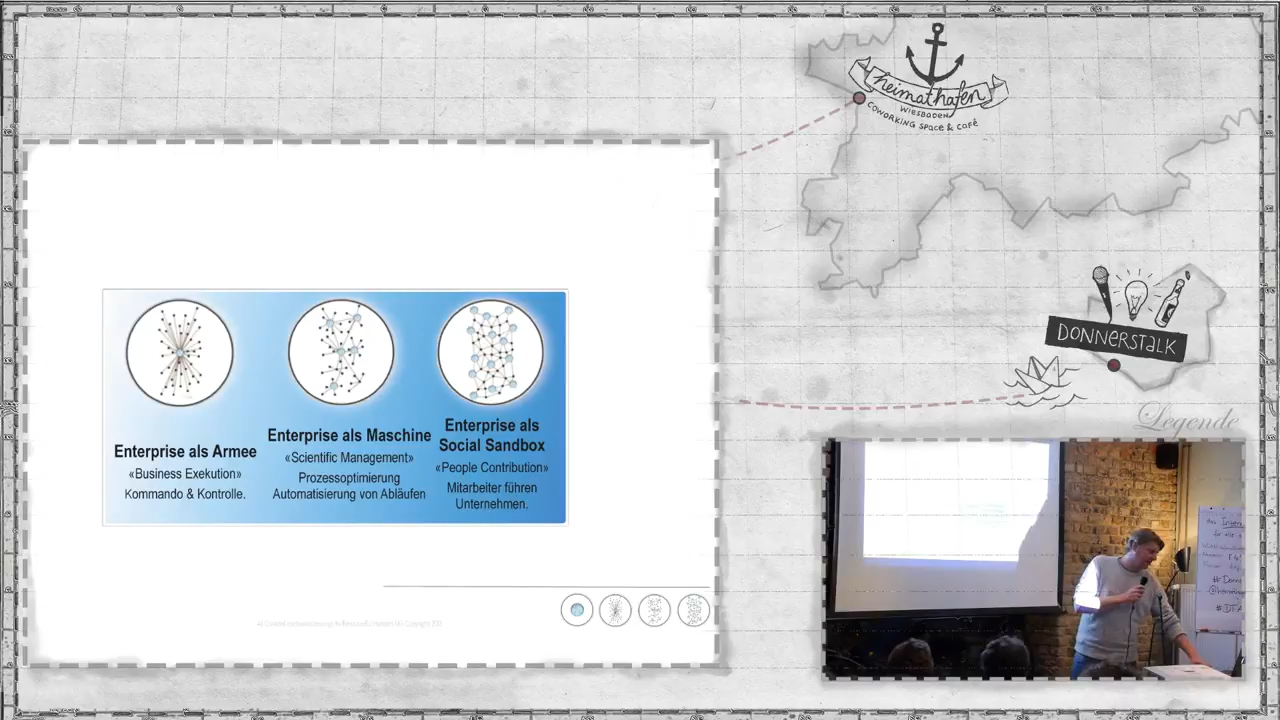 heimathafen
WIESBADEN
COWORKING SPACE & CAFÉ
DONNERSTALK
Legende
Enterprise als Armee
«Business Exekution»
Kommando & Kontrolle.
Enterprise als Maschine
«Scientific Management»
Prozessoptimierung
Automatisierung von Abläufen
Enterprise als
Social Sandbox
«People Contribution»
Mitarbeiter führen
Unternehmen.